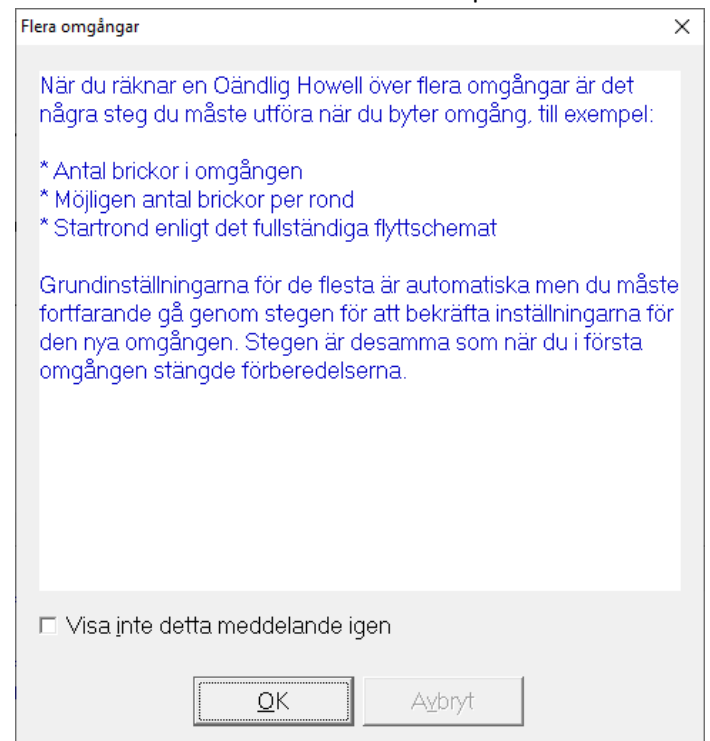 Flera omgångar
När du räknar en Oändlig Howell över flera omgångar är det
några steg du måste utföra när du byter omgång, till exempel:
* Antal brickor i omgången
* Möjligen antal brickor per rond
* Startrond enligt det fullständiga flyttschemat
Grundinställningarna för de flesta är automatiska men du måste
fortfarande gå genom stegen för att bekräfta inställningarna för
den nya omgången. Stegen är desamma som när du i första
omgången stängde förberedelserna.
Visa inte detta meddelande igen
OK
Avbryt